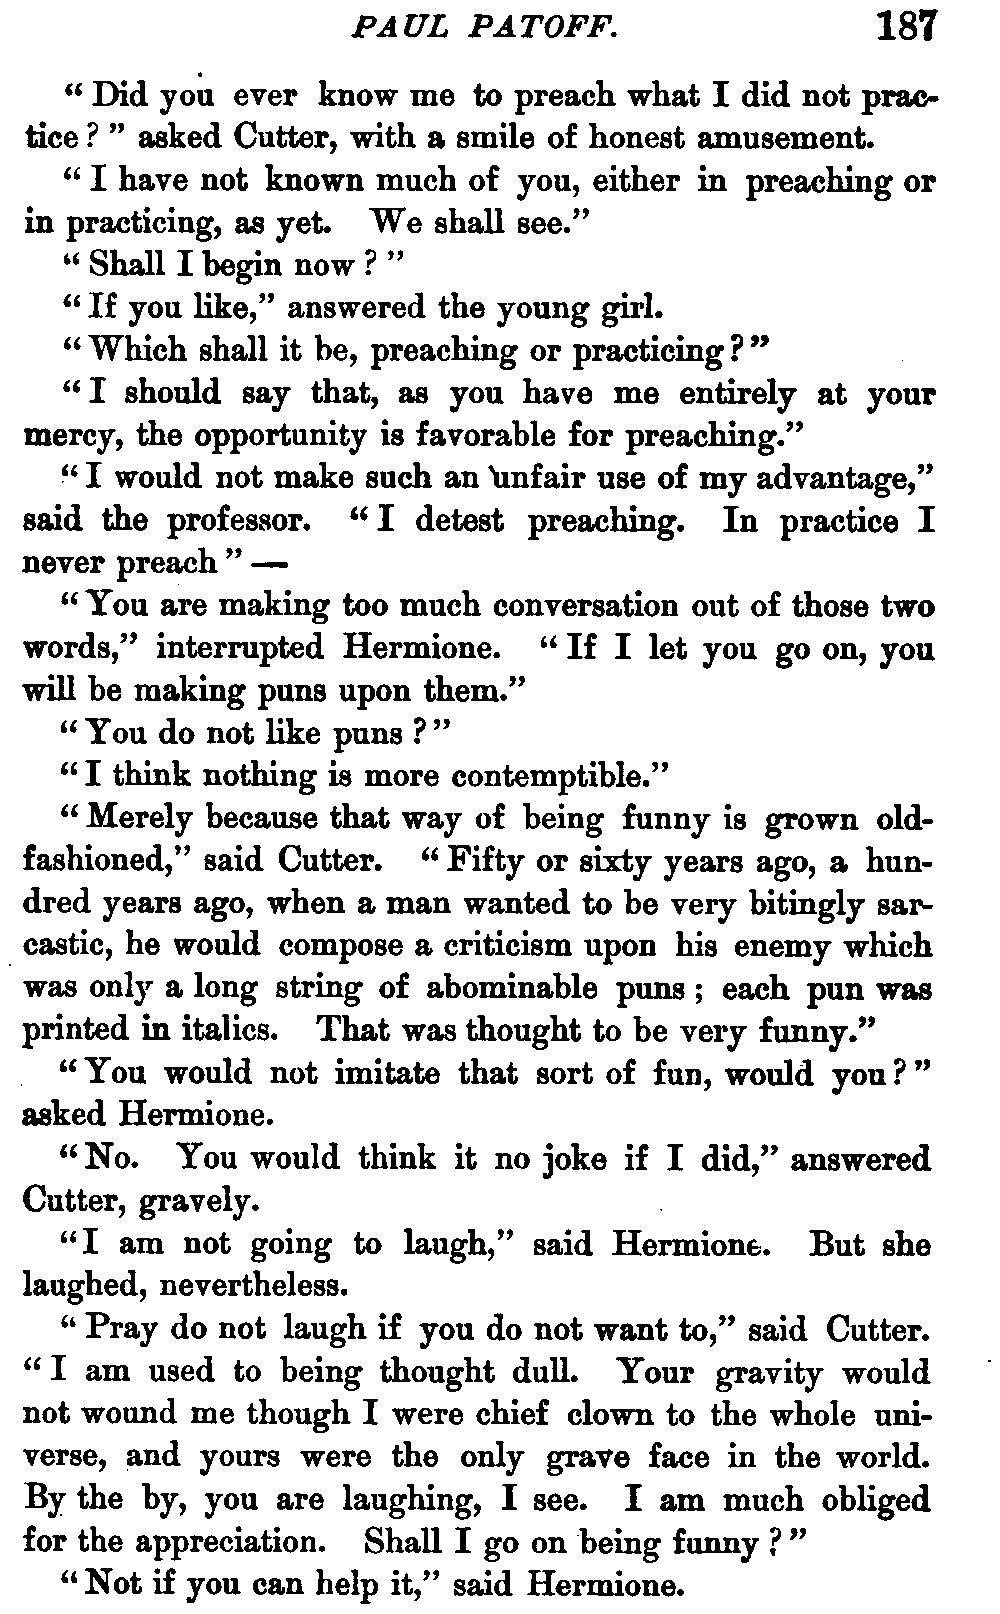 PAUL PATOFF. 187
“Did you ever know me to preach what I did not prac-
tice?” asked Cutter, with a smile of honest amusement.
“I have not known much of you, either in preaching or
in practicing, as yet. We shall see.”
“Shall I begin now?”
“If you like,” answered the young girl.
“Which shall it be, preaching or practicing?”
“I should say that, as you have me entirely at your
mercy, the opportunity is favorable for preaching.”
“I would not make such an unfair use of my advantage,”
said the professor. “I detest preaching. In practice I
never preach” —
“You are making too much conversation out of those two
words,” interrupted Hermione. “If I let you go on, you
will be making puns upon them.”
“You do not like puns?”
“I think nothing is more contemptible.”
“Merely because that way of being funny is grown old-
fashioned,” said Cutter. “Fifty or sixty years ago, a hun-
dred years ago, when a man wanted to be very bitingly sar-
castic, he would compose a criticism upon his enemy which
was only a long string of abominable puns; each pun was
printed in italics. That was thought to be very funny.”
“You would not imitate that sort of fun, would you?”
asked Hermione.
“No. You would think it no joke if I did,” answered
Cutter, gravely.
“I am not going to laugh,” said Hermione. But she
laughed, nevertheless.
“Pray do not laugh if you do not want to,” said Cutter.
“I am used to being thought dull. Your gravity would
not wound me though I were chief clown to the whole uni-
verse, and yours were the only grave face in the world.
By the by, you are laughing, I see. I am much obliged
for the appreciation. Shall I go on being funny?”
“Not if you can help it,” said Hermione.